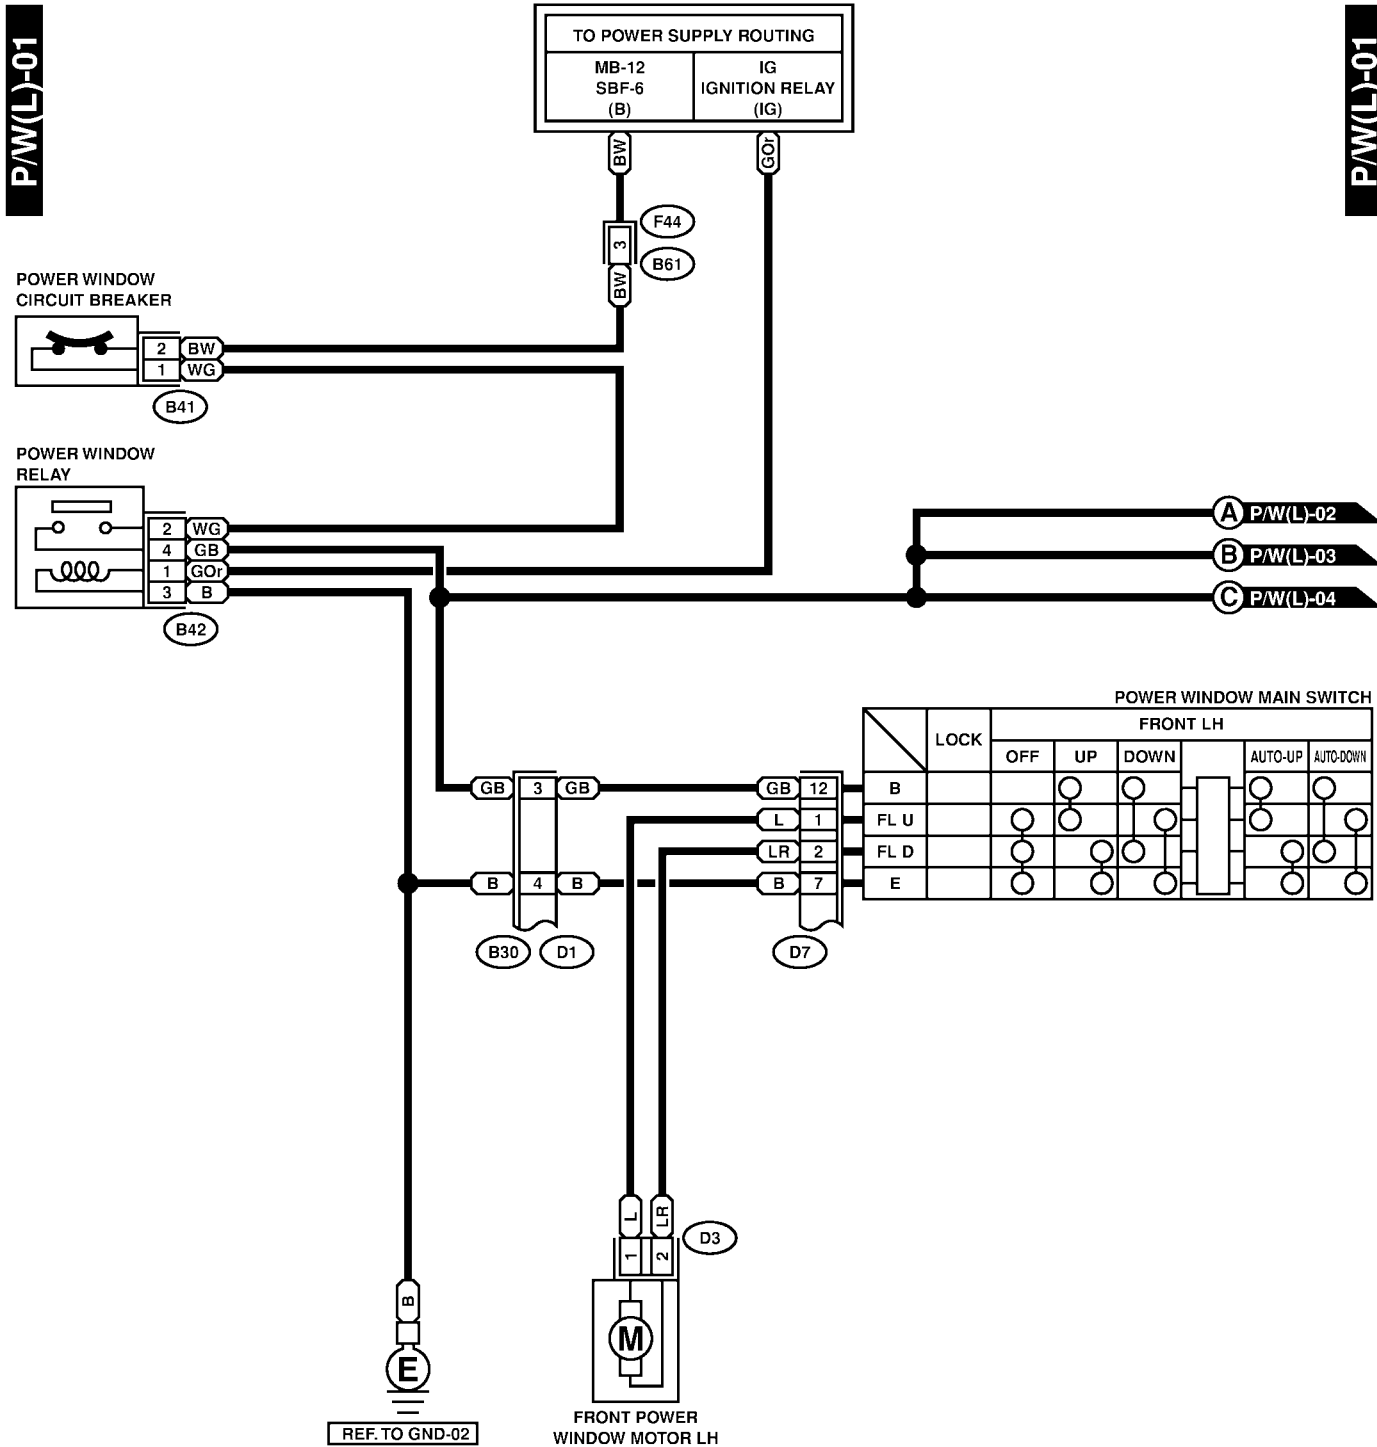 P/W(L)-01
P/W(L)-01
TO POWER SUPPLY ROUTING
MB-12
SBF-6
(B)
IG
IGNITION RELAY
(IG)
BW
GOr
F44
3
B61
BW
POWER WINDOW
CIRCUIT BREAKER
2 BW
1 WG
B41
POWER WINDOW
RELAY
2 WG
4 GB
1 GOr
3 B
B42
A P/W(L)-02
B P/W(L)-03
C P/W(L)-04
POWER WINDOW MAIN SWITCH
FRONT LH
LOCK
OFF UP DOWN AUTO-UP AUTO-DOWN
GB 3 GB GB 12 B
L 1 FL U
LR 2 FL D
B 4 B B 7 E
B30 D1 D7
L LR
D3
1 2
B
M
E
REF. TO GND-02
FRONT POWER
WINDOW MOTOR LH